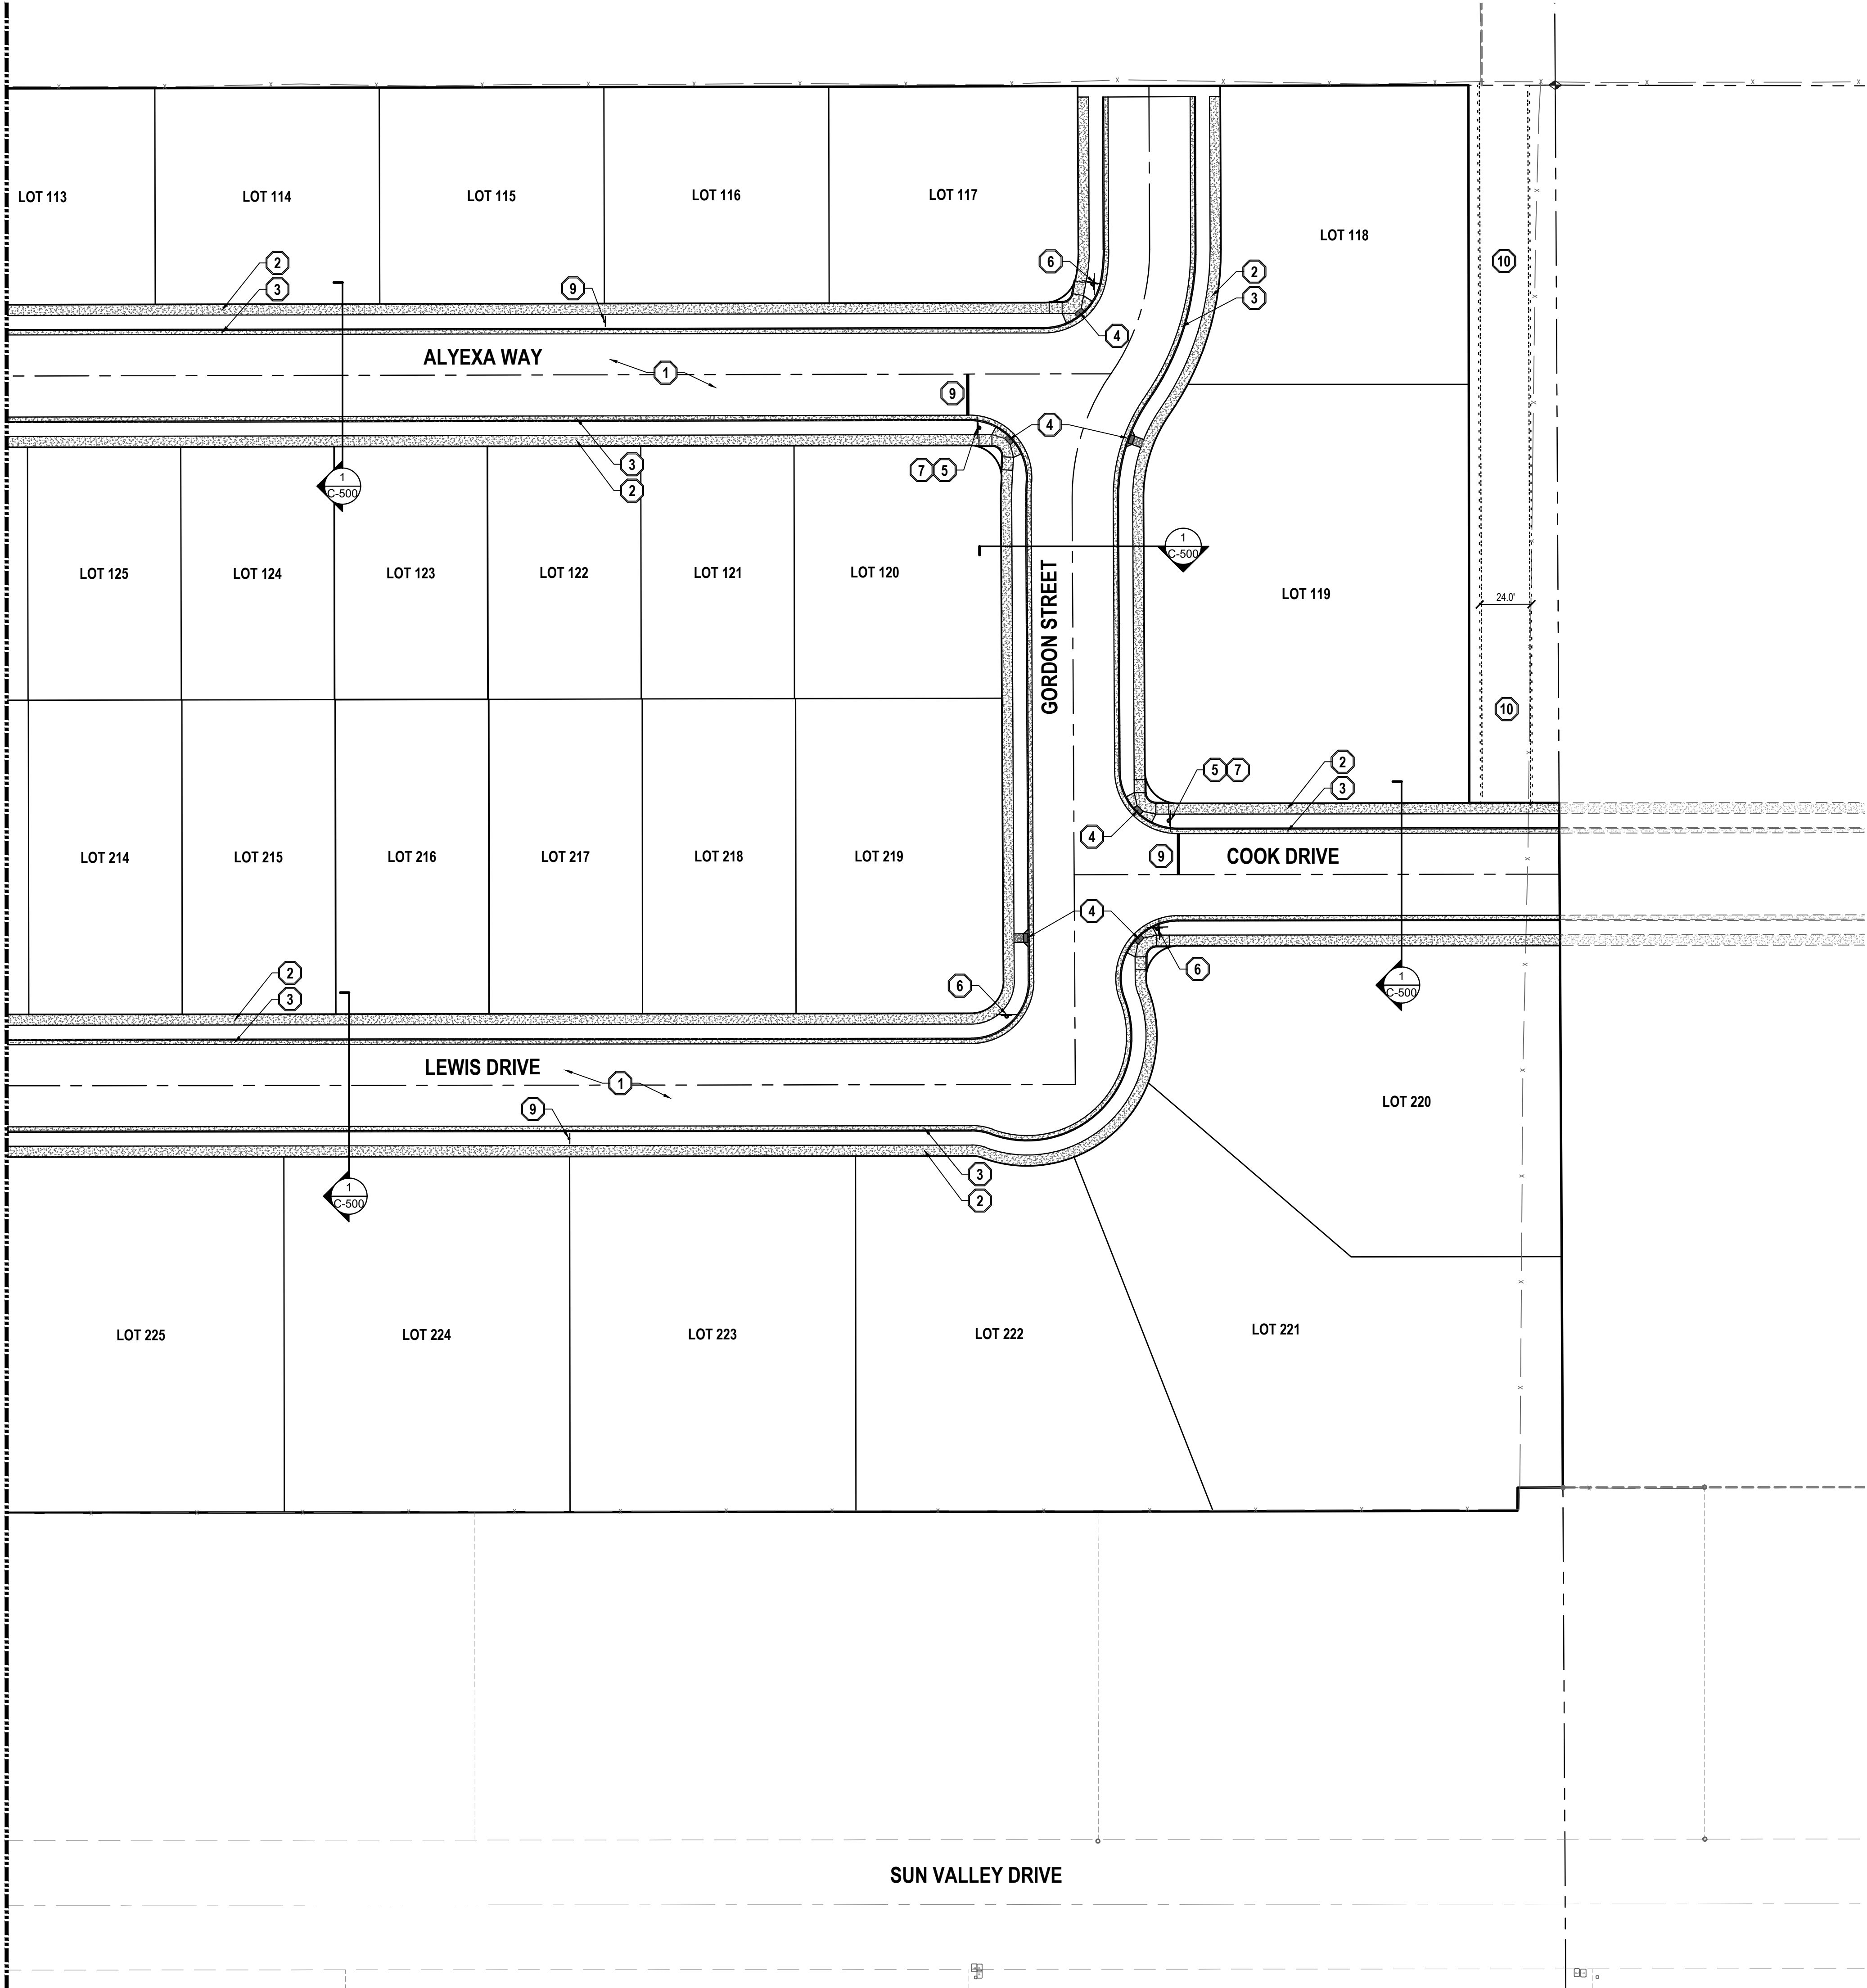 LOT 113
LOT 114
LOT 115
LOT 116
LOT 117
LOT 118
2
3
9
6
2
3
10
4
ALYEXA WAY
1
9
4
3
2
7 5
1
C-500
1
C-500
LOT 125
LOT 124
LOT 123
LOT 122
LOT 121
LOT 120
GORDON STREET
LOT 119
24.0'
10
5 7
2
3
4
9
COOK DRIVE
LOT 214
LOT 215
LOT 216
LOT 217
LOT 218
LOT 219
4
6
2
3
6
1
C-500
LEWIS DRIVE
1
9
LOT 220
3
2
1
C-500
LOT 225
LOT 224
LOT 223
LOT 222
LOT 221
SUN VALLEY DRIVE